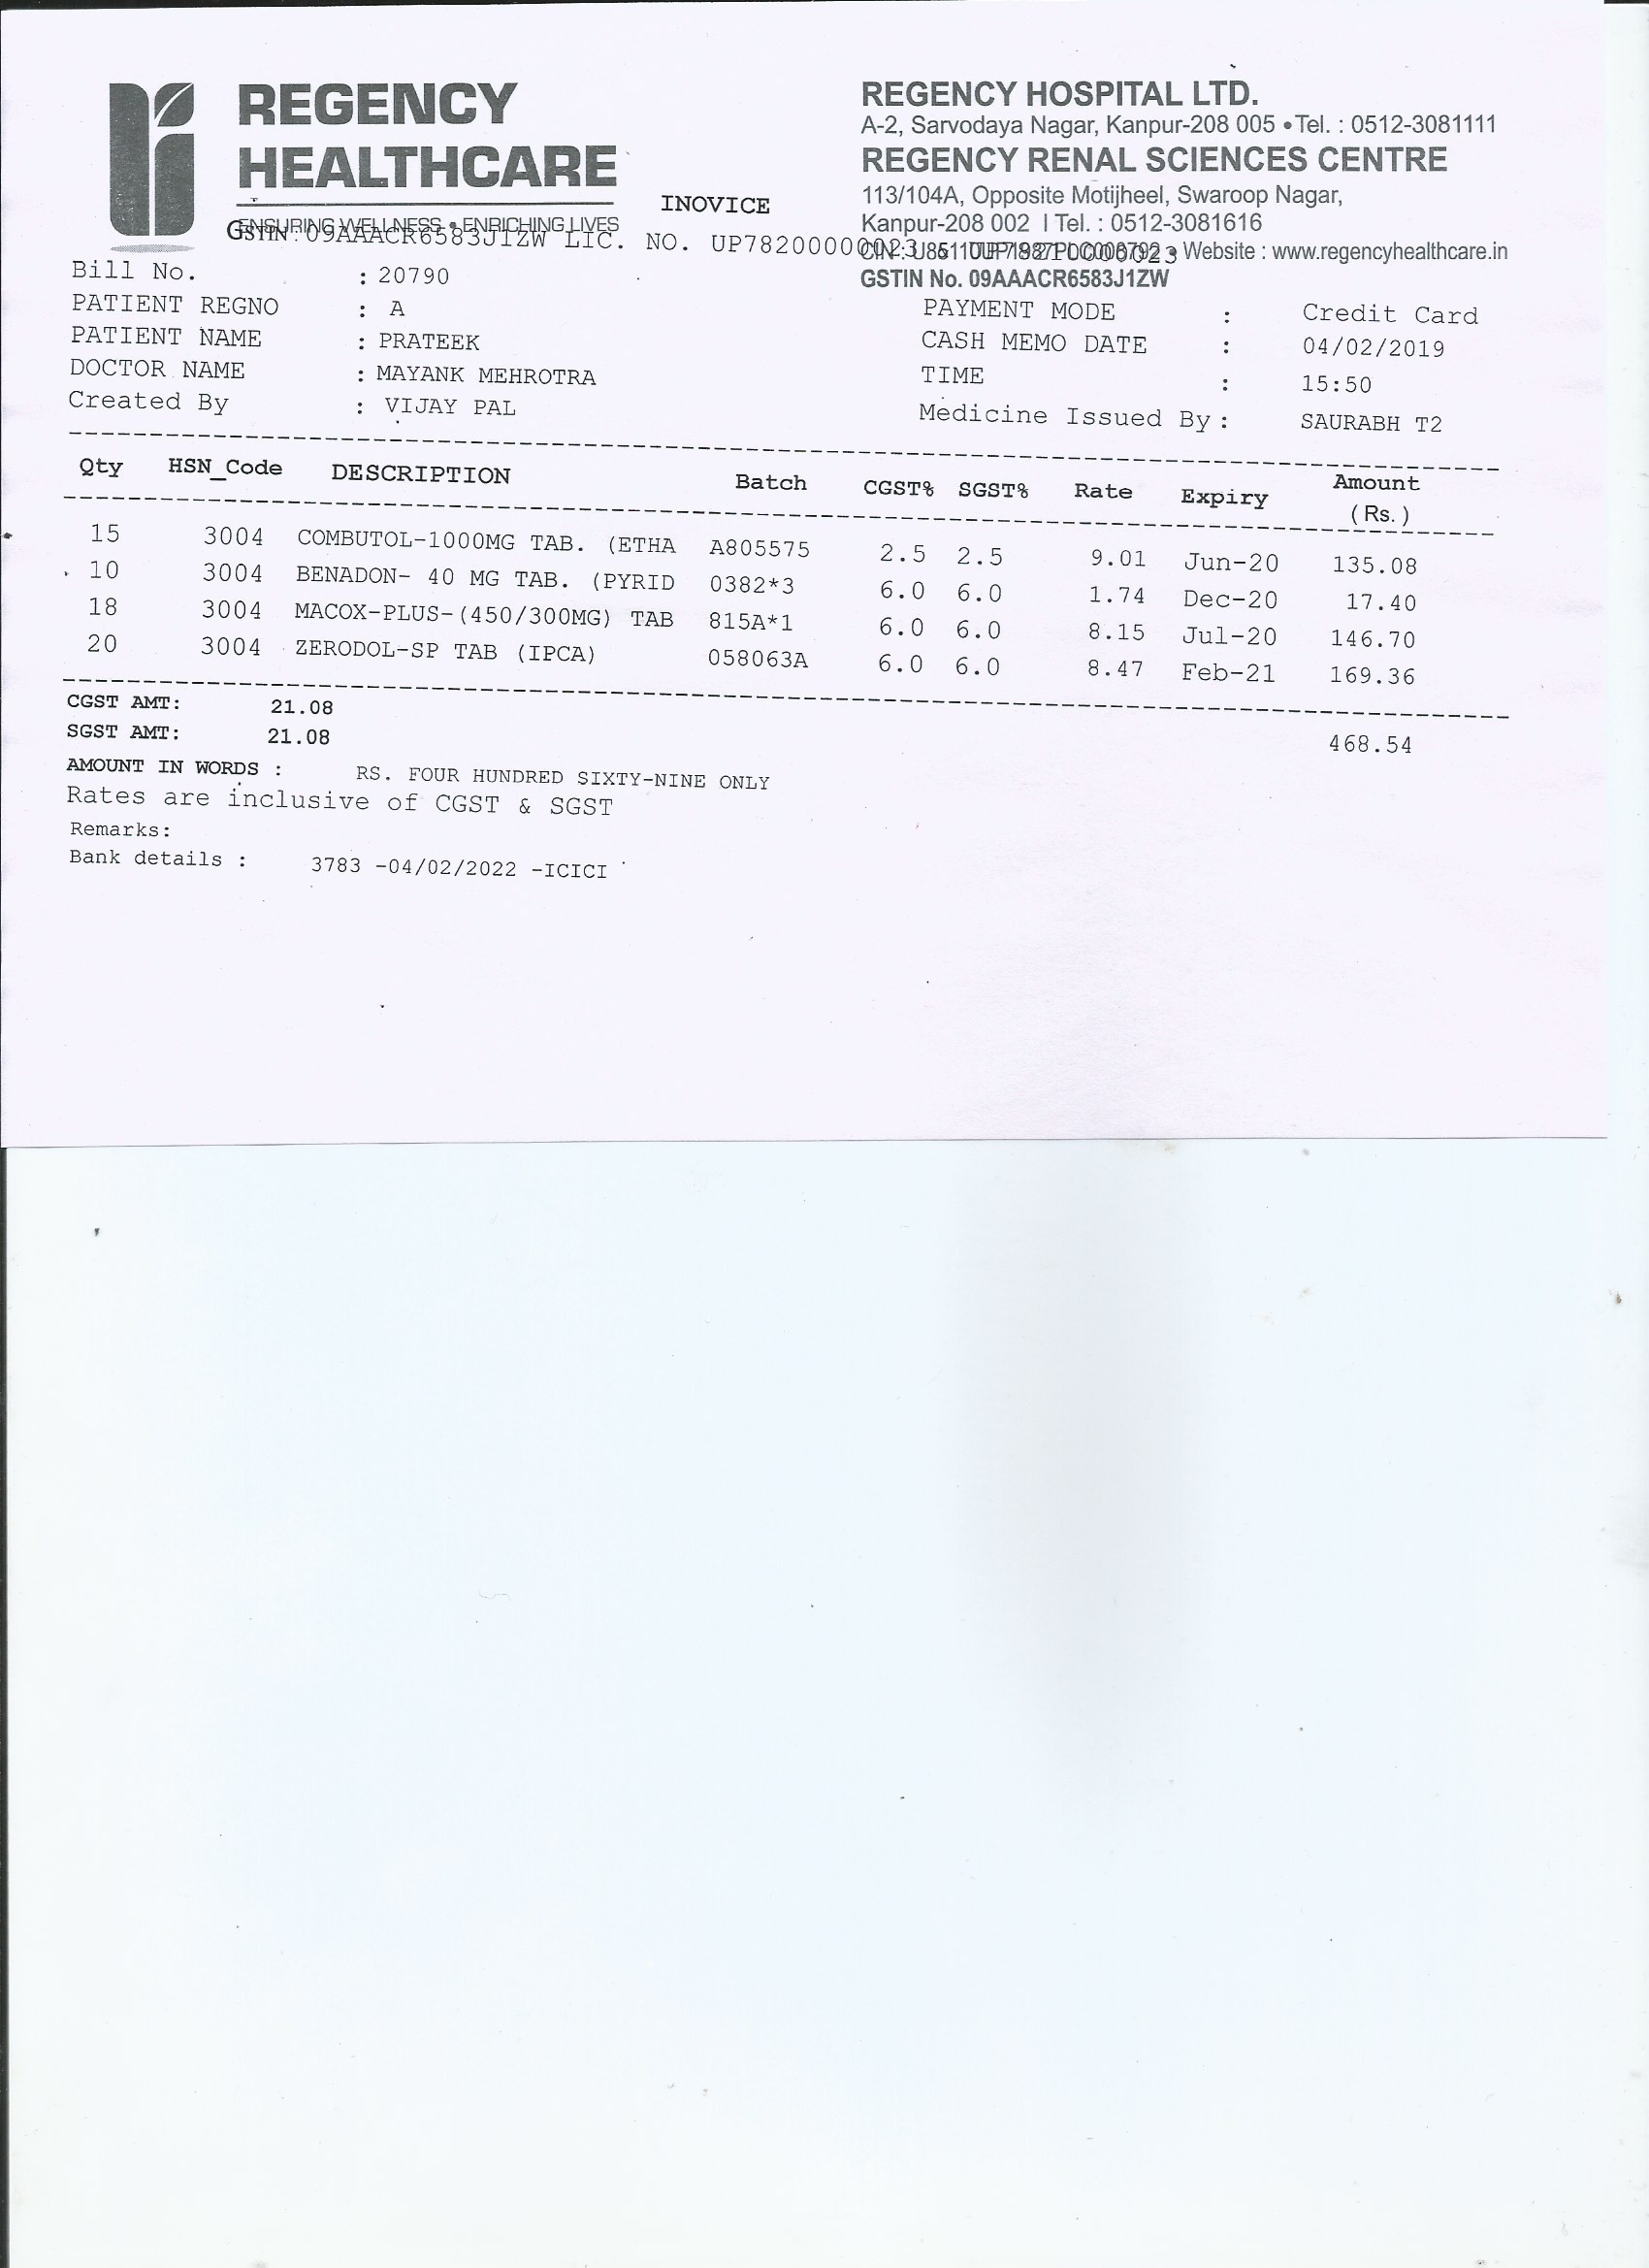 REGENCY
HEALTHCARE
ENSURING WELLNESS • ENRICHING LIVES
REGENCY HOSPITAL LTD.
A-2, Sarvodaya Nagar, Kanpur-208 005 • Tel. : 0512-3081111
REGENCY RENAL SCIENCES CENTRE
113/104A, Opposite Motijheel, Swaroop Nagar,
Kanpur-208 002 | Tel. : 0512-3081616
Website : www.regencyhealthcare.in
GSTIN No. 09AAACR6583J1ZW
INOVICE
GSTIN : 09AAACR6583J1ZW LIC. NO.
Bill No. : 20790
PATIENT REGNO : A
PATIENT NAME : PRATEEK
DOCTOR NAME : MAYANK MEHROTRA
Created By : VIJAY PAL
PAYMENT MODE : Credit Card
CASH MEMO DATE : 04/02/2019
TIME : 15:50
Medicine Issued By : SAURABH T2
Qty HSN_Code DESCRIPTION Batch CGST% SGST% Rate Expiry Amount
(Rs.)
15 3004 COMBUTOL-1000MG TAB. (ETHA A805575 2.5 2.5 9.01 Jun-20 135.08
10 3004 BENADON- 40 MG TAB. (PYRID 0382*3 6.0 6.0 1.74 Dec-20 17.40
18 3004 MACOX-PLUS-(450/300MG) TAB 815A*1 6.0 6.0 8.15 Jul-20 146.70
20 3004 ZERODOL-SP TAB (IPCA) 058063A 6.0 6.0 8.47 Feb-21 169.36
CGST AMT: 21.08
SGST AMT: 21.08 468.54
AMOUNT IN WORDS : RS. FOUR HUNDRED SIXTY-NINE ONLY
Rates are inclusive of CGST & SGST
Remarks:
Bank details : 3783 -04/02/2022 -ICICI